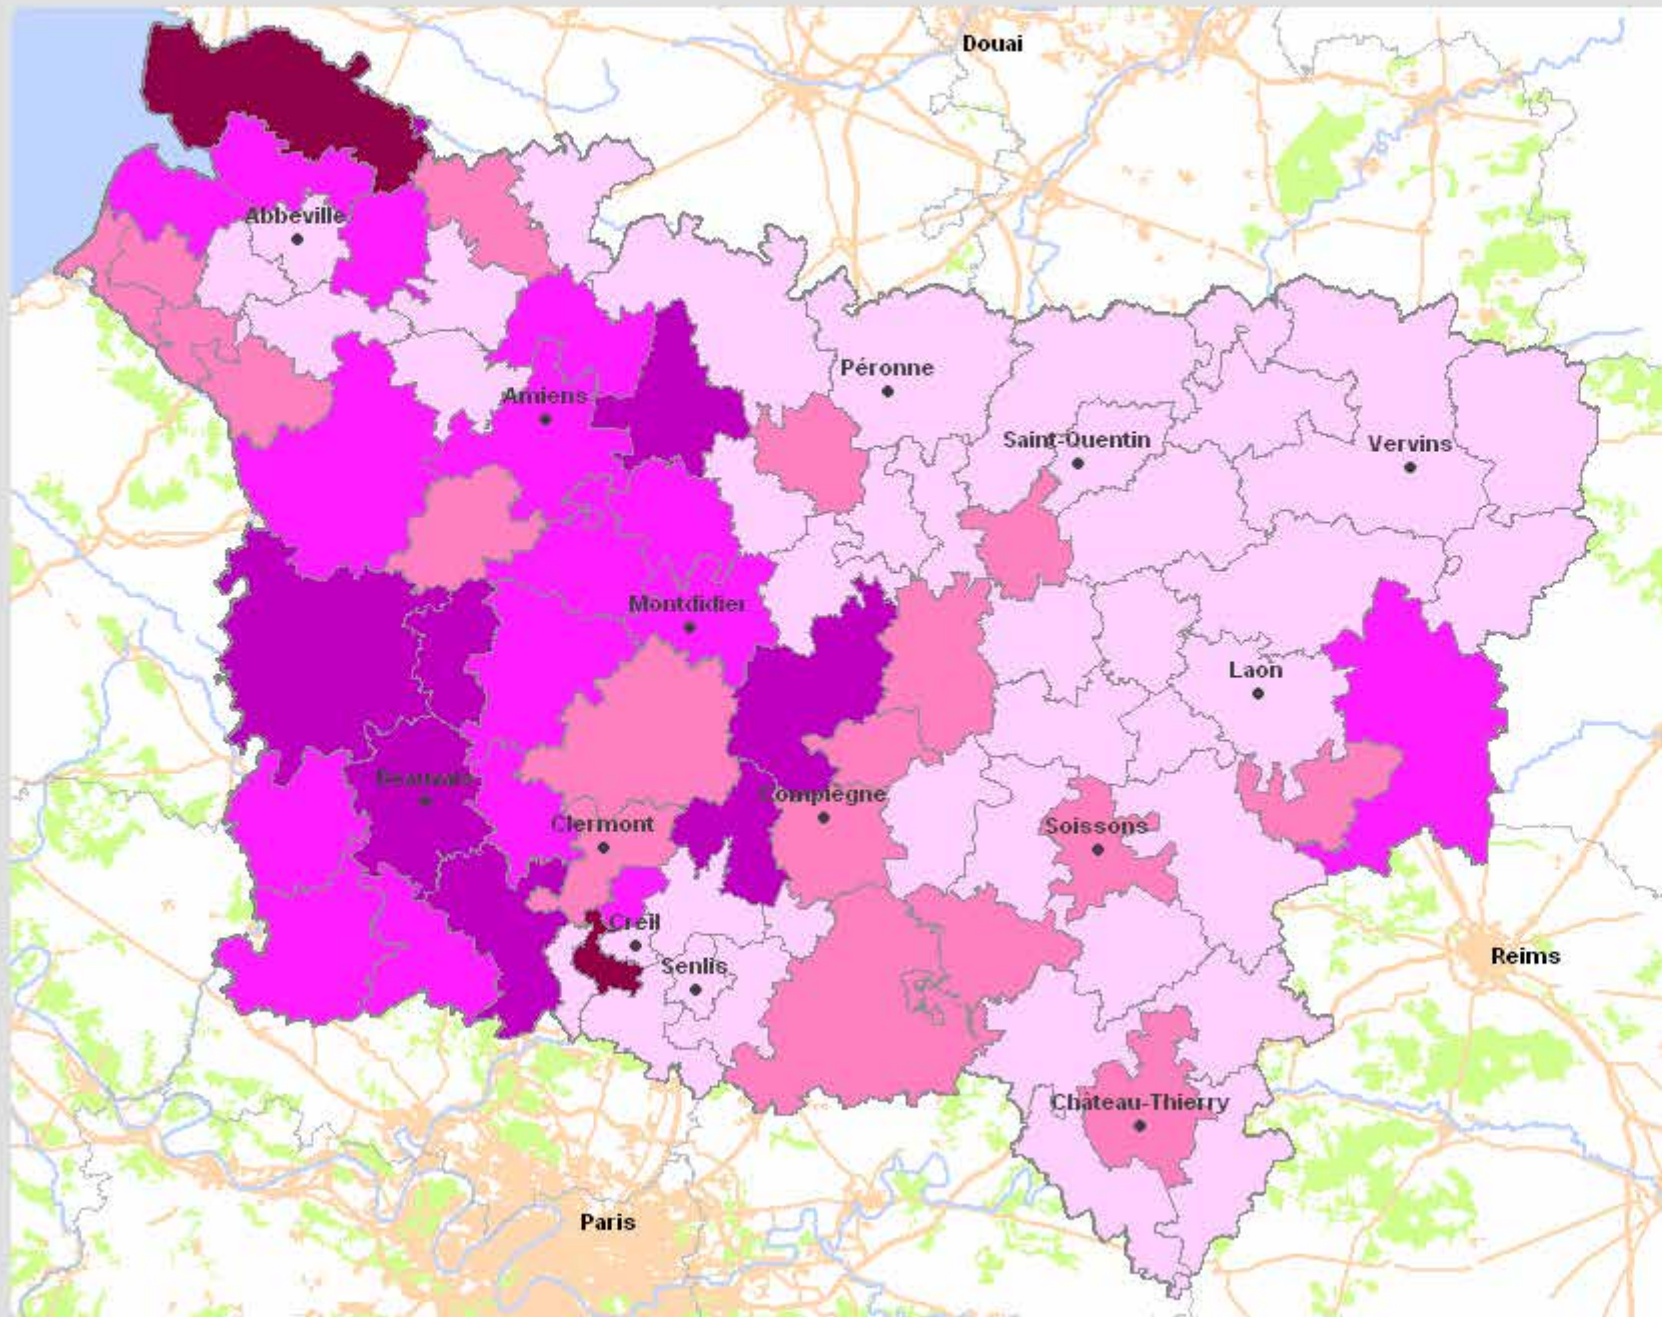 Douai
Abbeville
Péronne
Amiens
Saint-Quentin
Vervins
Montdidier
Laon
Beauvais
Compiègne
Clermont
Soissons
Creil
Senlis
Reims
Château-Thierry
Paris